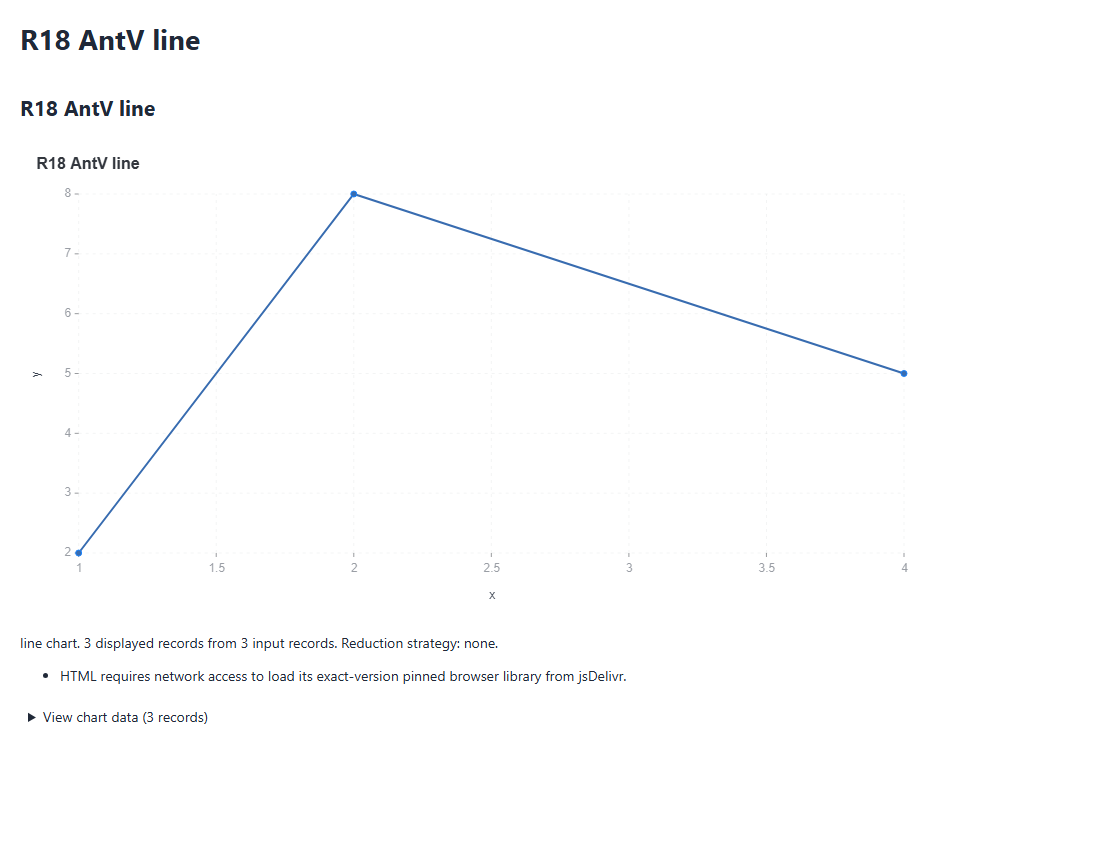 R18 AntV line
R18 AntV line
R18 AntV line
8
7
6
5
4
3
2
y
1 1.5 2 2.5 3 3.5 4
x
line chart. 3 displayed records from 3 input records. Reduction strategy: none.
• HTML requires network access to load its exact-version pinned browser library from jsDelivr.
▶ View chart data (3 records)